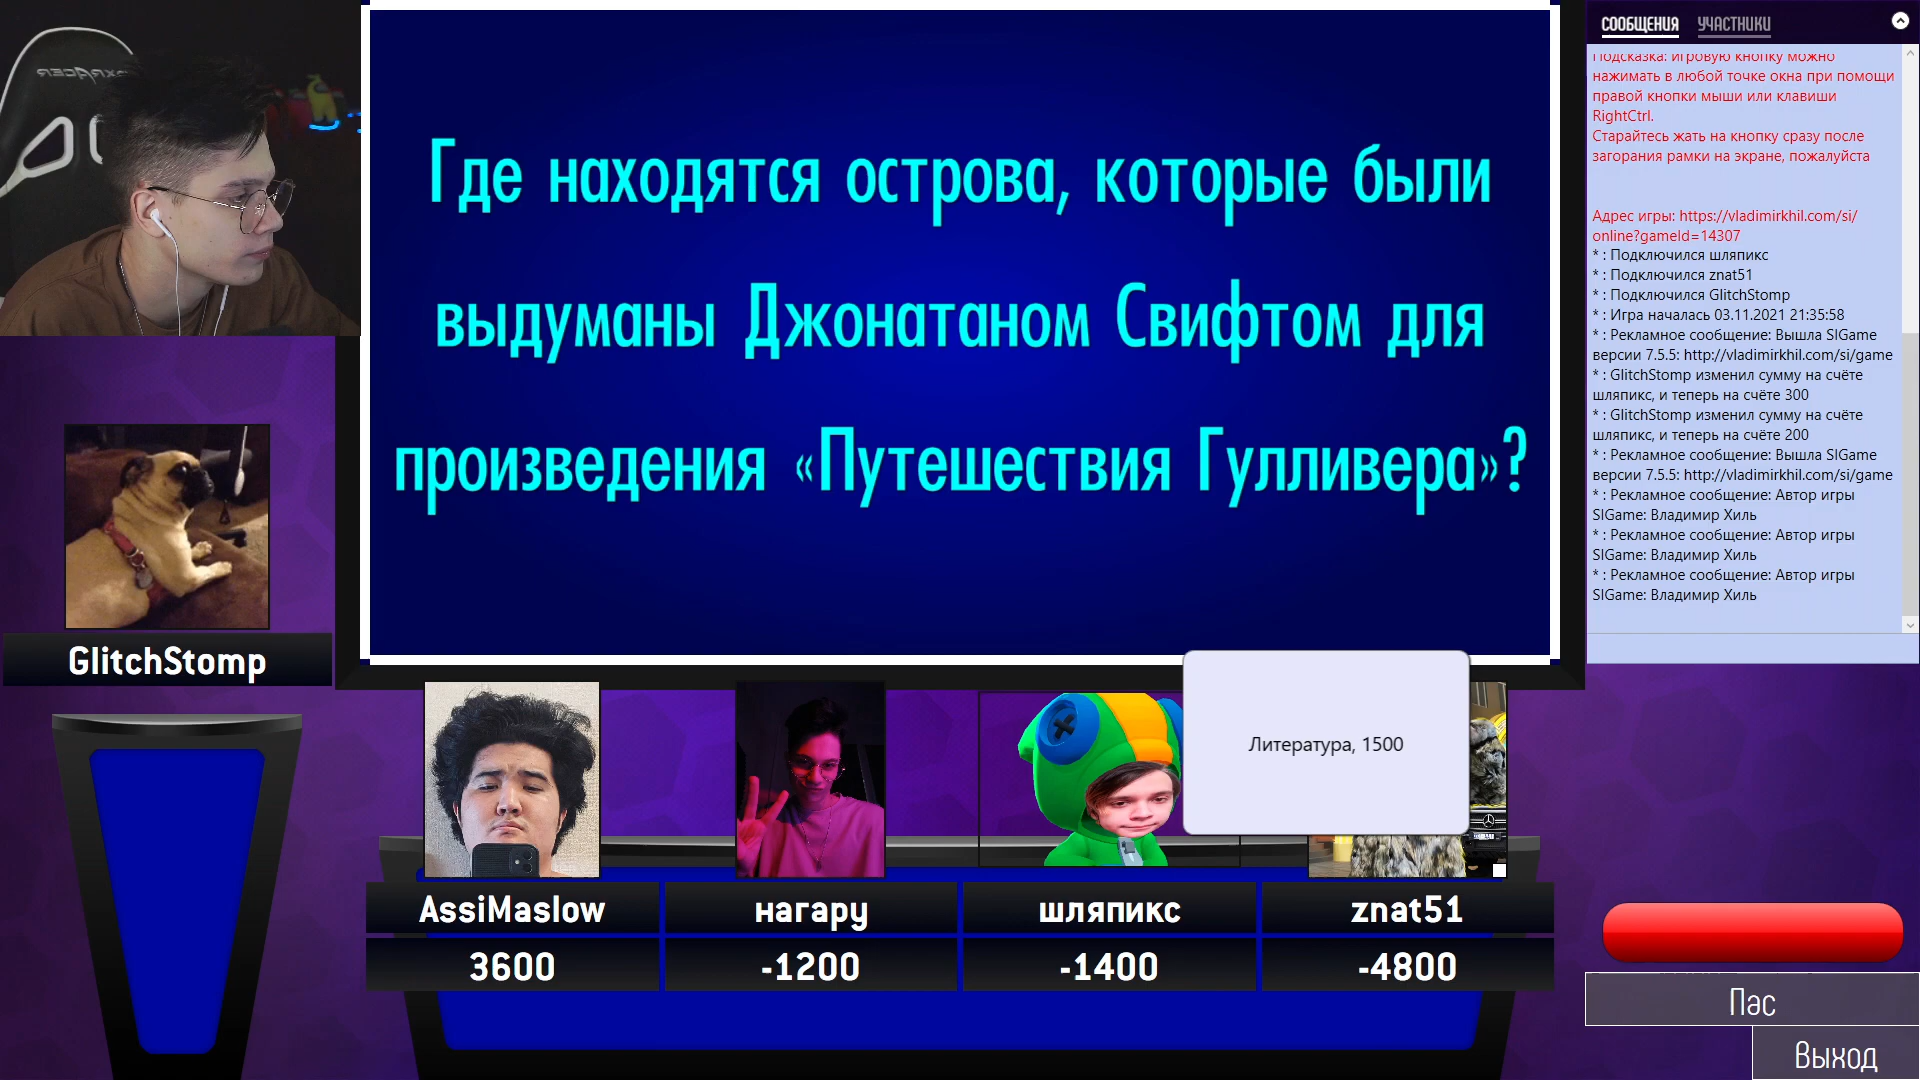 Где находятся острова, которые были
выдуманы Джонатаном Свифтом для
произведения «Путешествия Гулливера»?
СООБЩЕНИЯ УЧАСТНИКИ
Подсказка: игровую кнопку можно
нажимать в любой точке окна при помощи
правой кнопки мыши или клавиши
RightCtrl.
Старайтесь жать на кнопку сразу после
загорания рамки на экране, пожалуйста
Адрес игры: https://vladimirkhil.com/si/
online?gameId=14307
* : Подключился шляпикс
* : Подключился znat51
* : Подключился GlitchStomp
* : Игра началась 03.11.2021 21:35:58
* : Рекламное сообщение: Вышла SIGame
версии 7.5.5: http://vladimirkhil.com/si/game
* : GlitchStomp изменил сумму на счёте
шляпикс, и теперь на счёте 300
* : GlitchStomp изменил сумму на счёте
шляпикс, и теперь на счёте 200
* : Рекламное сообщение: Вышла SIGame
версии 7.5.5: http://vladimirkhil.com/si/game
* : Рекламное сообщение: Автор игры
SIGame: Владимир Хиль
* : Рекламное сообщение: Автор игры
SIGame: Владимир Хиль
* : Рекламное сообщение: Автор игры
SIGame: Владимир Хиль
GlitchStomp
Литература, 1500
AssiMaslow нагару шляпикс znat51
3600 -1200 -1400 -4800
Пас
Выход